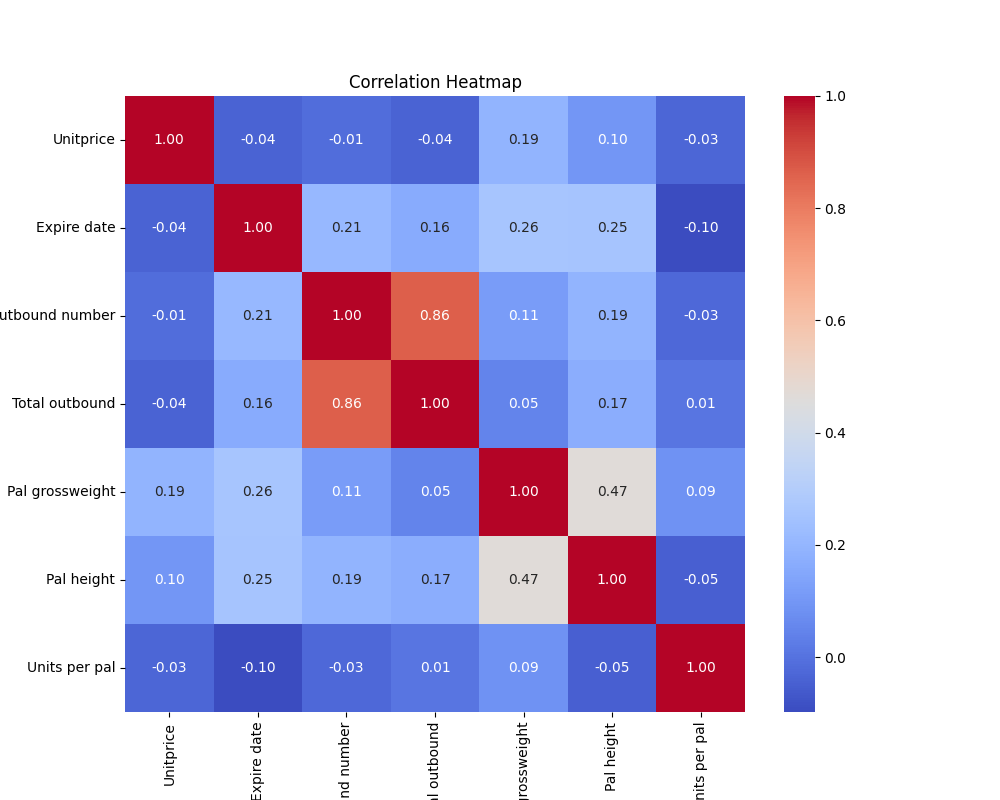 Correlation Heatmap
Unitprice 1.00 -0.04 -0.01 -0.04 0.19 0.10 -0.03
Expire date -0.04 1.00 0.21 0.16 0.26 0.25 -0.10
utbound number -0.01 0.21 1.00 0.86 0.11 0.19 -0.03
Total outbound -0.04 0.16 0.86 1.00 0.05 0.17 0.01
Pal grossweight 0.19 0.26 0.11 0.05 1.00 0.47 0.09
Pal height 0.10 0.25 0.19 0.17 0.47 1.00 -0.05
Units per pal -0.03 -0.10 -0.03 0.01 0.09 -0.05 1.00
Unitprice
Expire date
nd number
l outbound
grossweight
Pal height
nits per pal
1.0
0.8
0.6
0.4
0.2
0.0